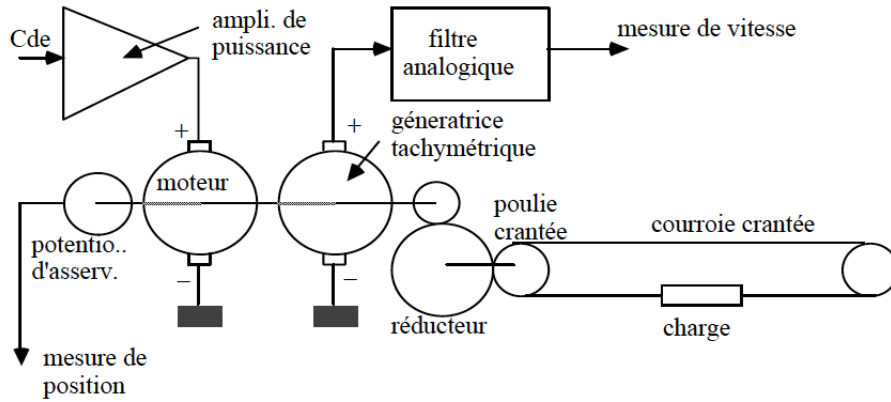 Cde
ampli. de
puissance
filtre
analogique
mesure de vitesse
+
+
géneratrice
tachymétrique
moteur
potentio..
d'asserv.
poulie
crantée
courroie crantée
–
–
réducteur
charge
mesure de
position